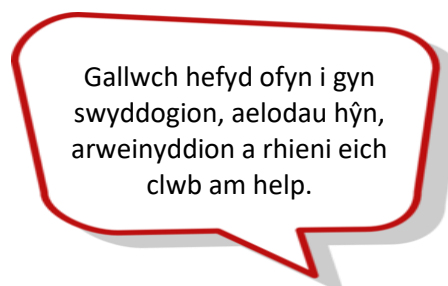 Gallwch hefyd ofyn i gyn
swyddogion, aelodau hŷn,
arweinyddion a rhieni eich
clwb am help.